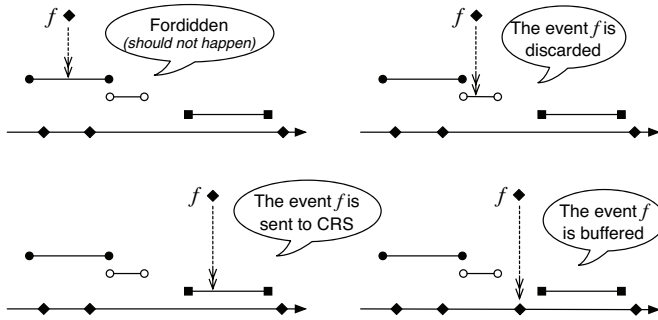 f
Fordidden
(should not happen)
f
The event f is
discarded
f
The event f is
sent to CRS
f
The event f
is buffered